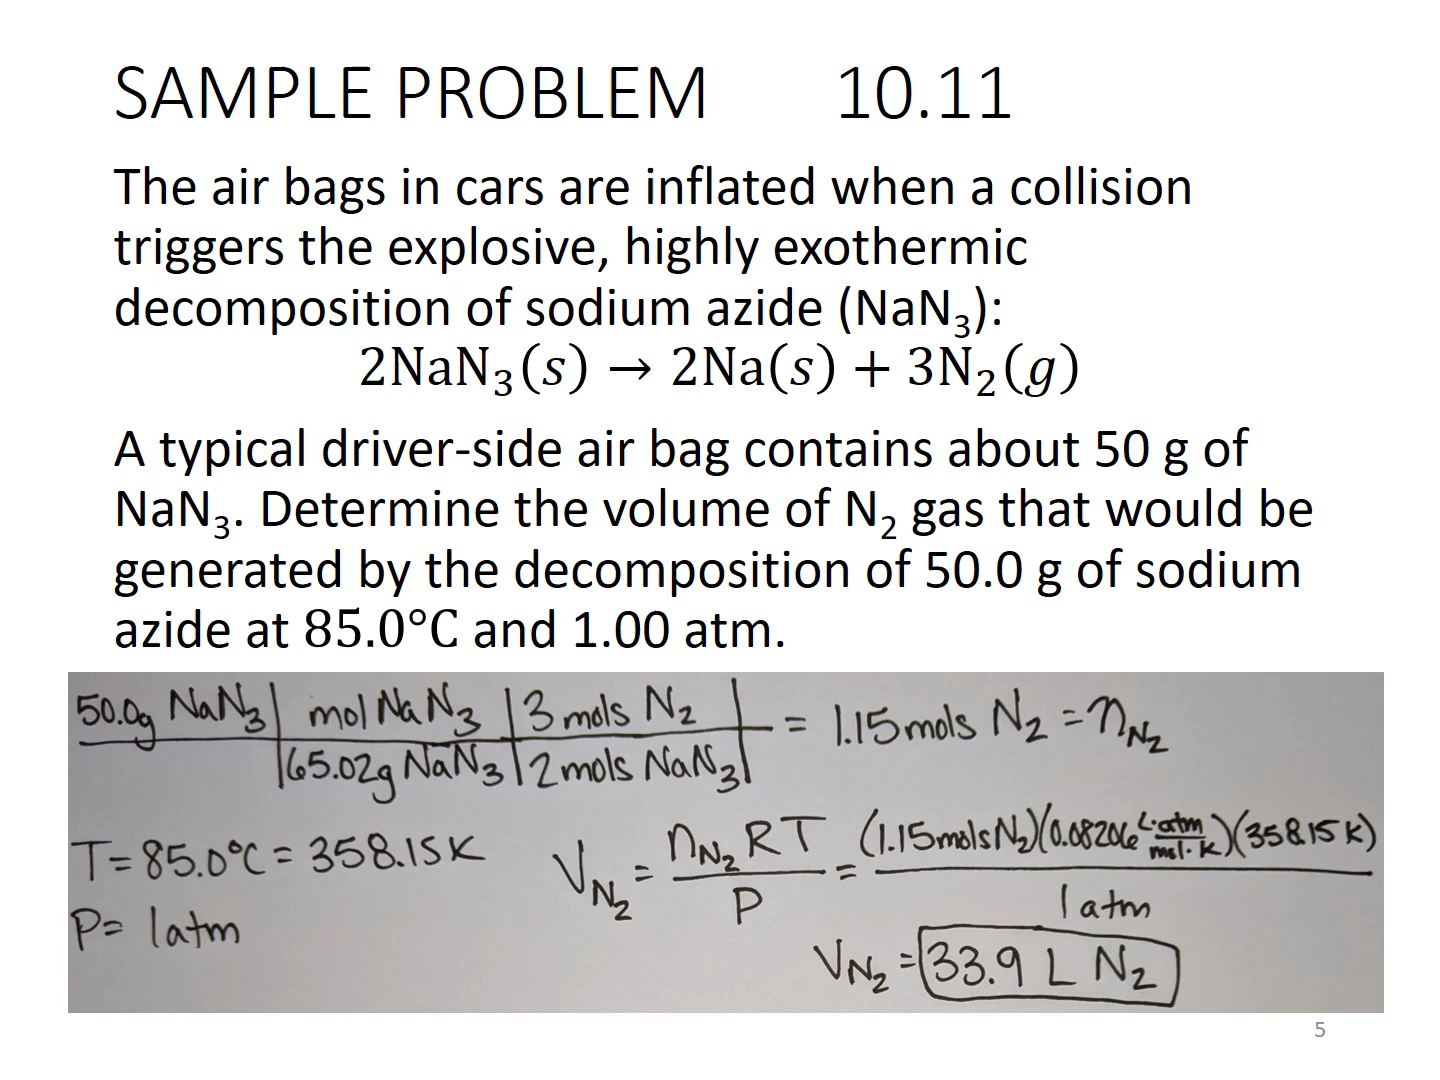 SAMPLE PROBLEM 10.11
The air bags in cars are inflated when a collision
triggers the explosive, highly exothermic
decomposition of sodium azide (NaN₃):
2NaN₃(s) → 2Na(s) + 3N₂(g)
A typical driver-side air bag contains about 50 g of
NaN₃. Determine the volume of N₂ gas that would be
generated by the decomposition of 50.0 g of sodium
azide at 85.0°C and 1.00 atm.
50.0g NaN₃ | mol NaN₃ | 3 mols N₂ | = 1.15 mols N₂ = n_N₂
| 65.02g NaN₃ | 2 mols NaN₃ |
T= 85.0°C = 358.15K
P= 1atm
V_N₂ = n_N₂RT / P = (1.15molsN₂)(0.08206 L·atm / mol·K)(358.15 K) / 1 atm
V_N₂ = 33.9 L N₂
5